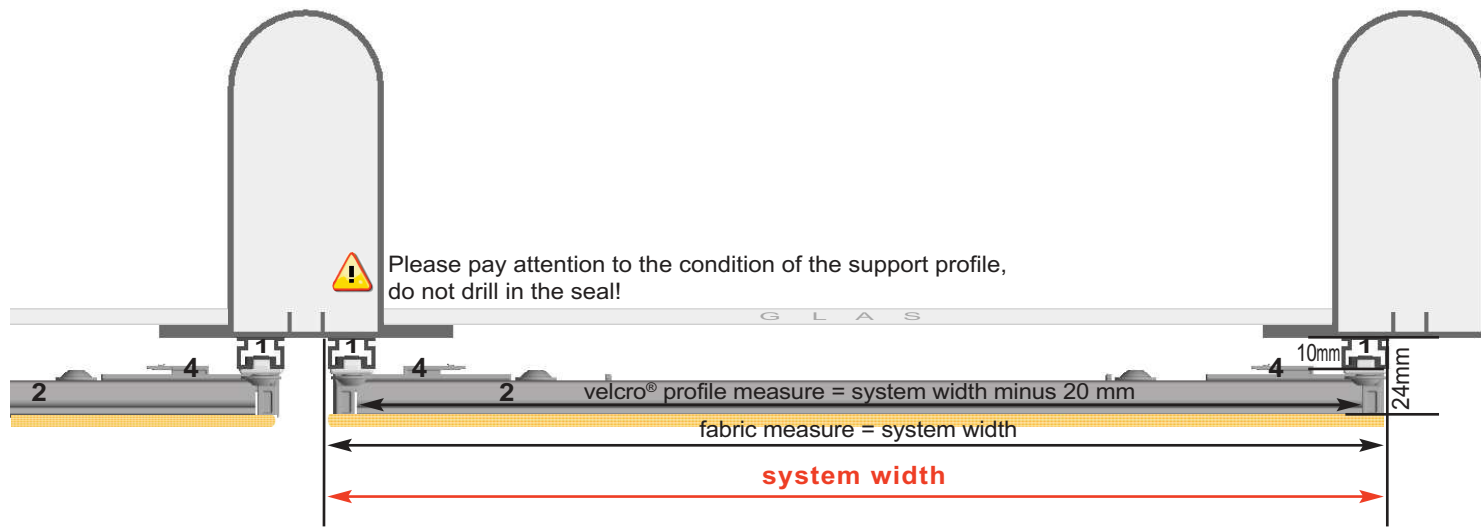 Please pay attention to the condition of the support profile,
do not drill in the seal!
G L A S
1 1 1
10mm
24mm
4 4 4
2 2 velcro® profile measure = system width minus 20 mm
fabric measure = system width
system width